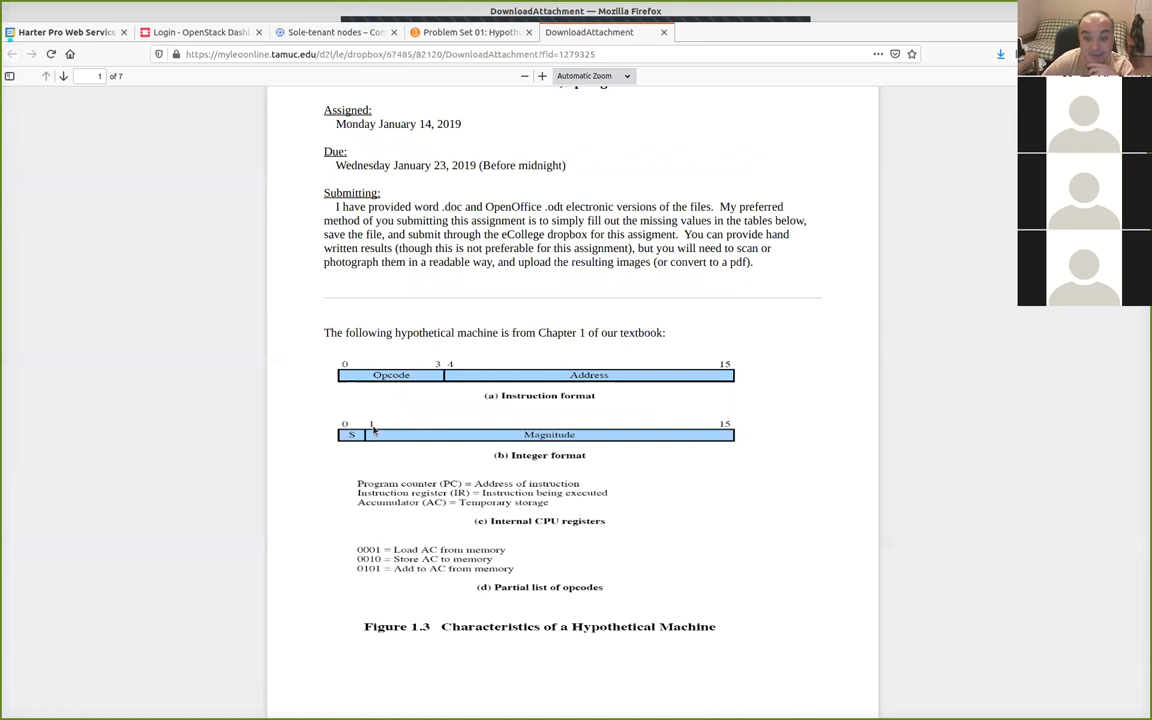 DownloadAttachment — Mozilla Firefox
Harter Pro Web Service
Login - OpenStack Dashl
Sole-tenant nodes – Con
Problem Set 01: Hypoth
DownloadAttachment
https://myleoonline.tamuc.edu/d2l/le/dropbox/67485/82120/DownloadAttachment?fid=1279325
1 of 7
Automatic Zoom
Assigned:
Monday January 14, 2019
Due:
Wednesday January 23, 2019 (Before midnight)
Submitting:
I have provided word .doc and OpenOffice .odt electronic versions of the files. My preferred
method of you submitting this assignment is to simply fill out the missing values in the tables below,
save the file, and submit through the eCollege dropbox for this assigment. You can provide hand
written results (though this is not preferable for this assignment), but you will need to scan or
photograph them in a readable way, and upload the resulting images (or convert to a pdf).
The following hypothetical machine is from Chapter 1 of our textbook:
0 3 4 15
Opcode Address
(a) Instruction format
0 1 15
S Magnitude
(b) Integer format
Program counter (PC) = Address of instruction
Instruction register (IR) = Instruction being executed
Accumulator (AC) = Temporary storage
(c) Internal CPU registers
0001 = Load AC from memory
0010 = Store AC to memory
0101 = Add to AC from memory
(d) Partial list of opcodes
Figure 1.3 Characteristics of a Hypothetical Machine